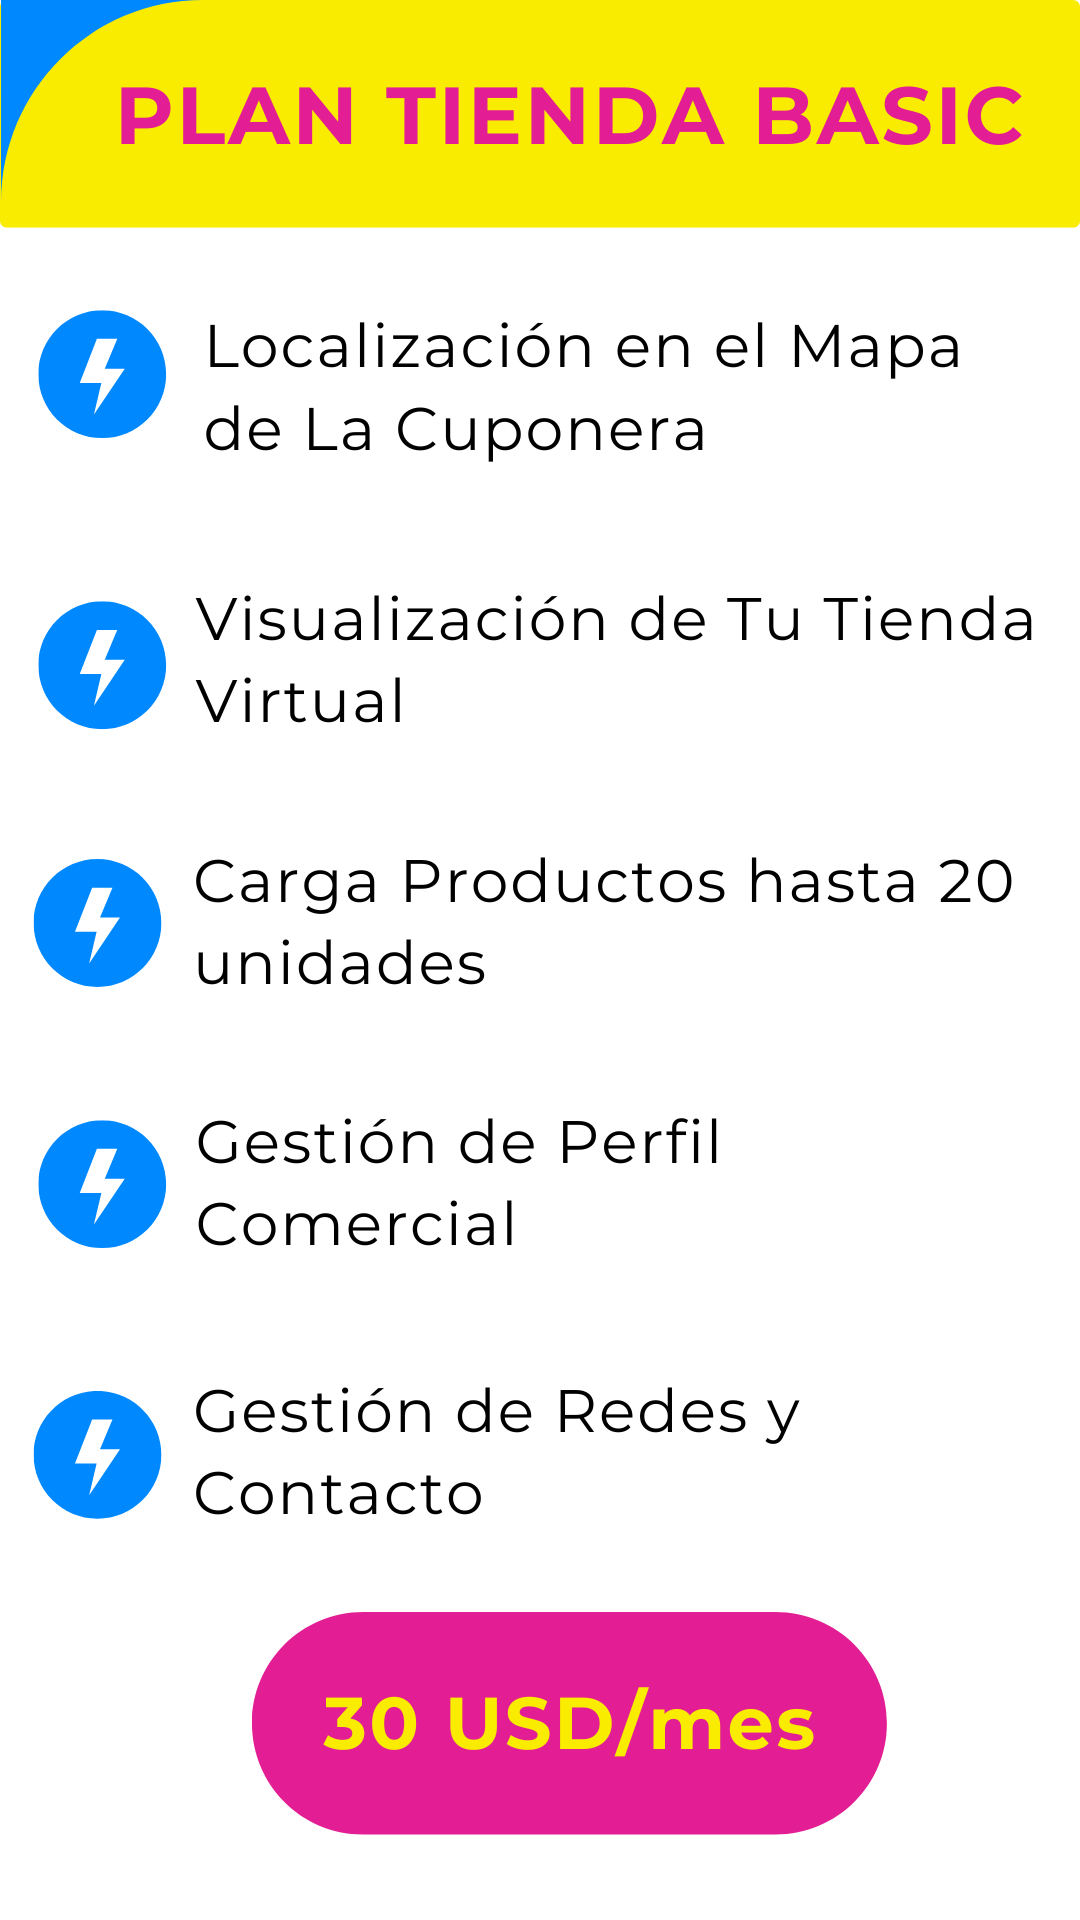 PLAN TIENDA BASIC
Localización en el Mapa
de La Cuponera
Visualización de Tu Tienda
Virtual
Carga Productos hasta 20
unidades
Gestión de Perfil
Comercial
Gestión de Redes y
Contacto
30 USD/mes